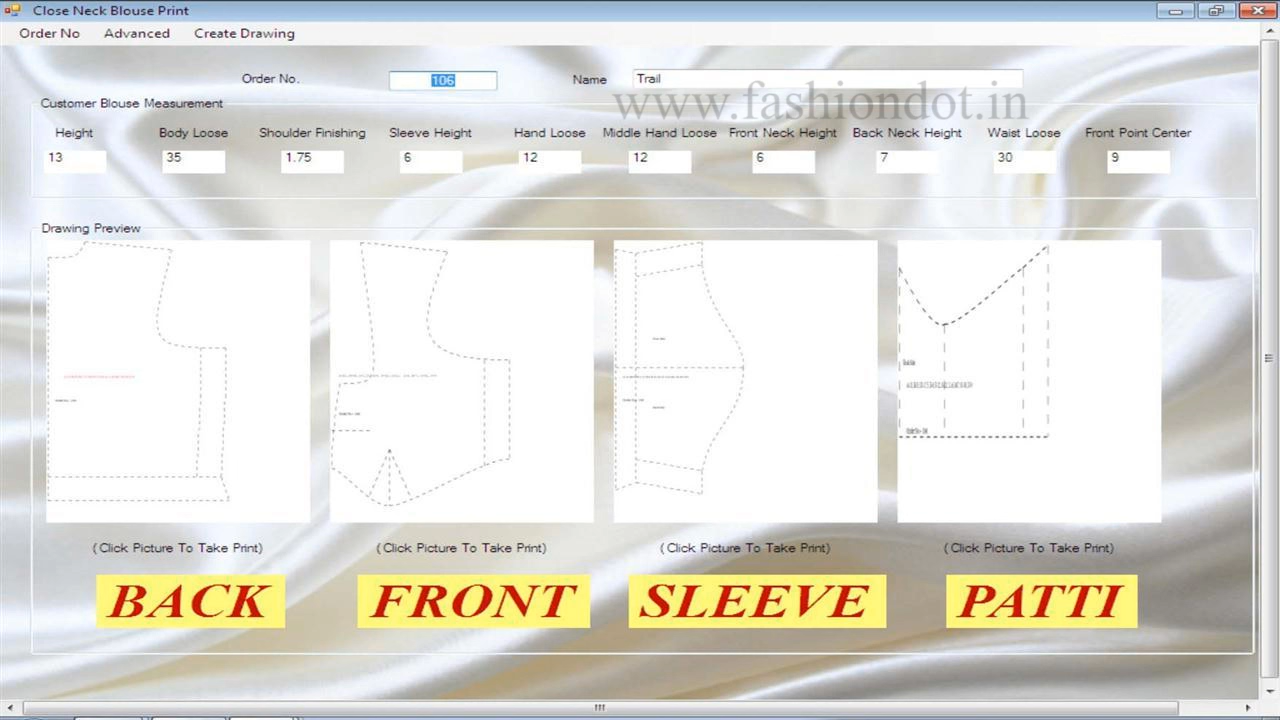 Close Neck Blouse Print
Order No Advanced Create Drawing
Order No. 106 Name Trail
www.fashiondot.in
Customer Blouse Measurement
Height Body Loose Shoulder Finishing Sleeve Height Hand Loose Middle Hand Loose Front Neck Height Back Neck Height Waist Loose Front Point Center
13 35 1.75 6 12 12 6 7 30 9
Drawing Preview
(Click Picture To Take Print) (Click Picture To Take Print) (Click Picture To Take Print) (Click Picture To Take Print)
BACK FRONT SLEEVE PATTI